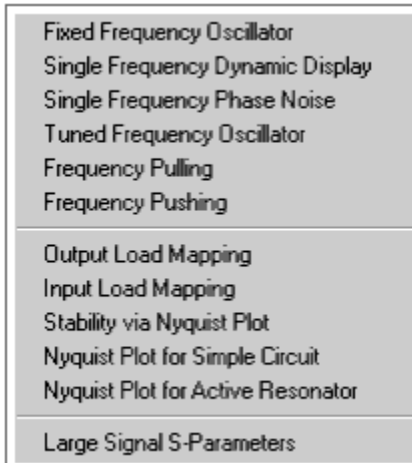 Fixed Frequency Oscillator
Single Frequency Dynamic Display
Single Frequency Phase Noise
Tuned Frequency Oscillator
Frequency Pulling
Frequency Pushing
Output Load Mapping
Input Load Mapping
Stability via Nyquist Plot
Nyquist Plot for Simple Circuit
Nyquist Plot for Active Resonator
Large Signal S-Parameters